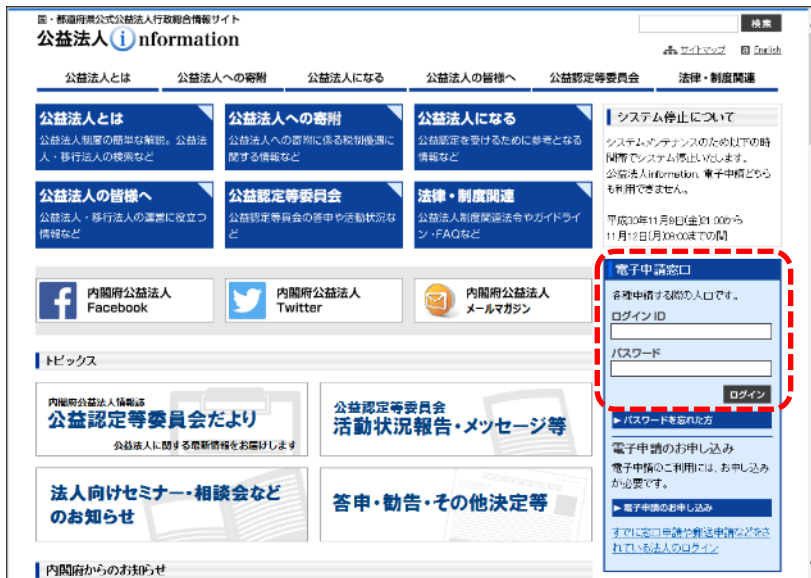 国・都道府県公式公益法人行政総合情報サイト
公益法人 i nformation
検索
サイトマップ English
公益法人とは 公益法人への寄附 公益法人になる 公益法人の皆様へ 公益認定等委員会 法律・制度関連
公益法人とは
公益法人制度の簡単な解説。公益法
人・移行法人の検索など
公益法人への寄附
公益法人への寄附に係る税制優遇に
関する情報など
公益法人になる
公益認定を受けるために参考となる
情報など
公益法人の皆様へ
公益法人・移行法人の運営に役立つ
情報など
公益認定等委員会
公益認定等委員会の答申や活動状況な
ど
法律・制度関連
公益法人制度関連法令やガイドライ
ン・FAQなど
内閣府公益法人
Facebook
内閣府公益法人
Twitter
内閣府公益法人
メールマガジン
トピックス
内閣府公益法人情報誌
公益認定等委員会だより
公益法人に関する最新情報をお届けします
公益認定等委員会
活動状況報告・メッセージ等
法人向けセミナー・相談会など
のお知らせ
答申・勧告・その他決定等
内閣府からのお知らせ
システム停止について
システムメンテナンスのため以下の時
間帯でシステム停止いたします。
公益法人information、電子申請どちら
も利用できません。
平成30年11月9日(金)21:00から
11月12日(月)09:00までの間
電子申請窓口
各種申請する際の入口です。
ログイン ID
パスワード
ログイン
▶ パスワードを忘れた方
電子申請のお申し込み
電子申請のご利用には、お申し込み
が必要です。
▶ 電子申請のお申し込み
すでに窓口申請や郵送申請などをさ
れている法人のログイン